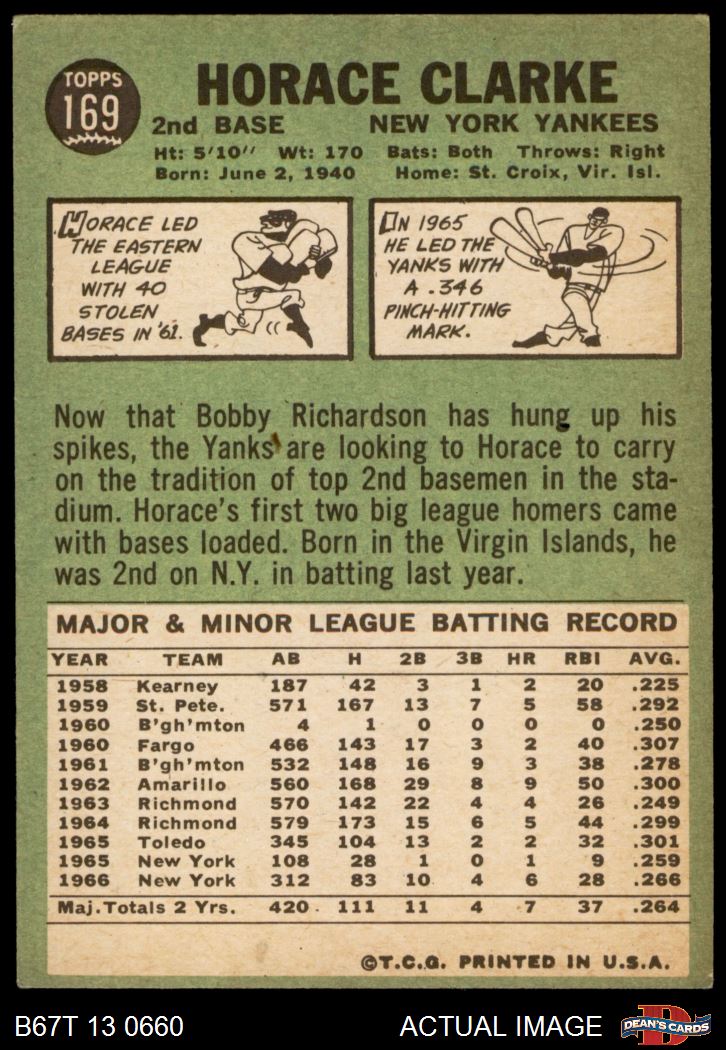 TOPPS
169
HORACE CLARKE
2nd BASE NEW YORK YANKEES
Ht: 5'10" Wt: 170 Bats: Both Throws: Right
Born: June 2, 1940 Home: St. Croix, Vir. Isl.
HORACE LED
THE EASTERN
LEAGUE
WITH 40
STOLEN
BASES IN '61.
IN 1965
HE LED THE
YANKS WITH
A .346
PINCH-HITTING
MARK.
Now that Bobby Richardson has hung up his
spikes, the Yanks are looking to Horace to carry
on the tradition of top 2nd basemen in the sta-
dium. Horace's first two big league homers came
with bases loaded. Born in the Virgin Islands, he
was 2nd on N.Y. in batting last year.
MAJOR & MINOR LEAGUE BATTING RECORD
YEAR TEAM AB H 2B 3B HR RBI AVG.
1958 Kearney 187 42 3 1 2 20 .225
1959 St. Pete. 571 167 13 7 5 58 .292
1960 B'gh'mton 4 1 0 0 0 0 .250
1960 Fargo 466 143 17 3 2 40 .307
1961 B'gh'mton 532 148 16 9 3 38 .278
1962 Amarillo 560 168 29 8 9 50 .300
1963 Richmond 570 142 22 4 4 26 .249
1964 Richmond 579 173 15 6 5 44 .299
1965 Toledo 345 104 13 2 2 32 .301
1965 New York 108 28 1 0 1 9 .259
1966 New York 312 83 10 4 6 28 .266
Maj. Totals 2 Yrs. 420 111 11 4 7 37 .264
©T.C.G. PRINTED IN U.S.A.
B67T 13 0660 ACTUAL IMAGE
DEAN'S CARDS